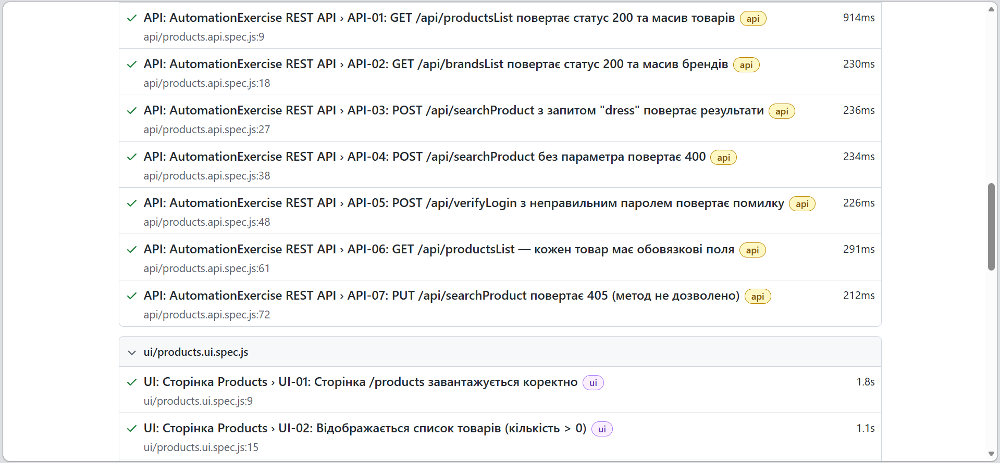 API: AutomationExercise REST API › API-01: GET /api/productsList повертає статус 200 та масив товарів api 914ms
api/products.api.spec.js:9
API: AutomationExercise REST API › API-02: GET /api/brandsList повертає статус 200 та масив брендів api 230ms
api/products.api.spec.js:18
API: AutomationExercise REST API › API-03: POST /api/searchProduct з запитом "dress" повертає результати api 236ms
api/products.api.spec.js:27
API: AutomationExercise REST API › API-04: POST /api/searchProduct без параметра повертає 400 api 234ms
api/products.api.spec.js:38
API: AutomationExercise REST API › API-05: POST /api/verifyLogin з неправильним паролем повертає помилку api 226ms
api/products.api.spec.js:48
API: AutomationExercise REST API › API-06: GET /api/productsList — кожен товар має обовязкові поля api 291ms
api/products.api.spec.js:61
API: AutomationExercise REST API › API-07: PUT /api/searchProduct повертає 405 (метод не дозволено) api 212ms
api/products.api.spec.js:72
ui/products.ui.spec.js
UI: Сторінка Products › UI-01: Сторінка /products завантажується коректно ui 1.8s
ui/products.ui.spec.js:9
UI: Сторінка Products › UI-02: Відображається список товарів (кількість > 0) ui 1.1s
ui/products.ui.spec.js:15